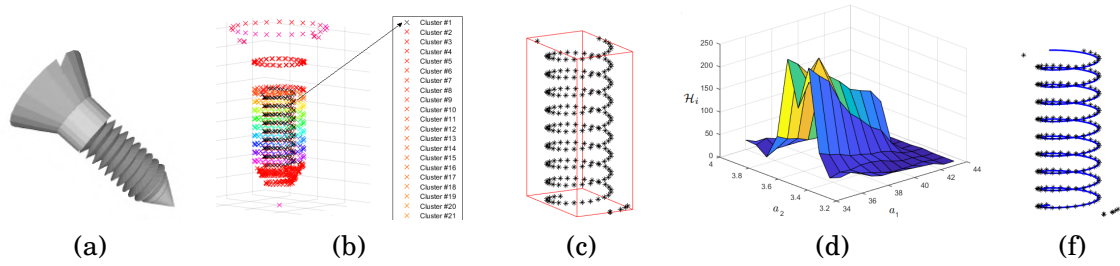 Cluster #1
Cluster #2
Cluster #3
Cluster #4
Cluster #5
Cluster #6
Cluster #7
Cluster #8
Cluster #9
Cluster #10
Cluster #11
Cluster #12
Cluster #13
Cluster #14
Cluster #15
Cluster #16
Cluster #17
Cluster #18
Cluster #19
Cluster #20
Cluster #21
250
200
150
100
50
0
ℋi
4
3.8
3.6
3.4
3.2
a2
34
36
38
40
42
44
a1
(a) (b) (c) (d) (f)